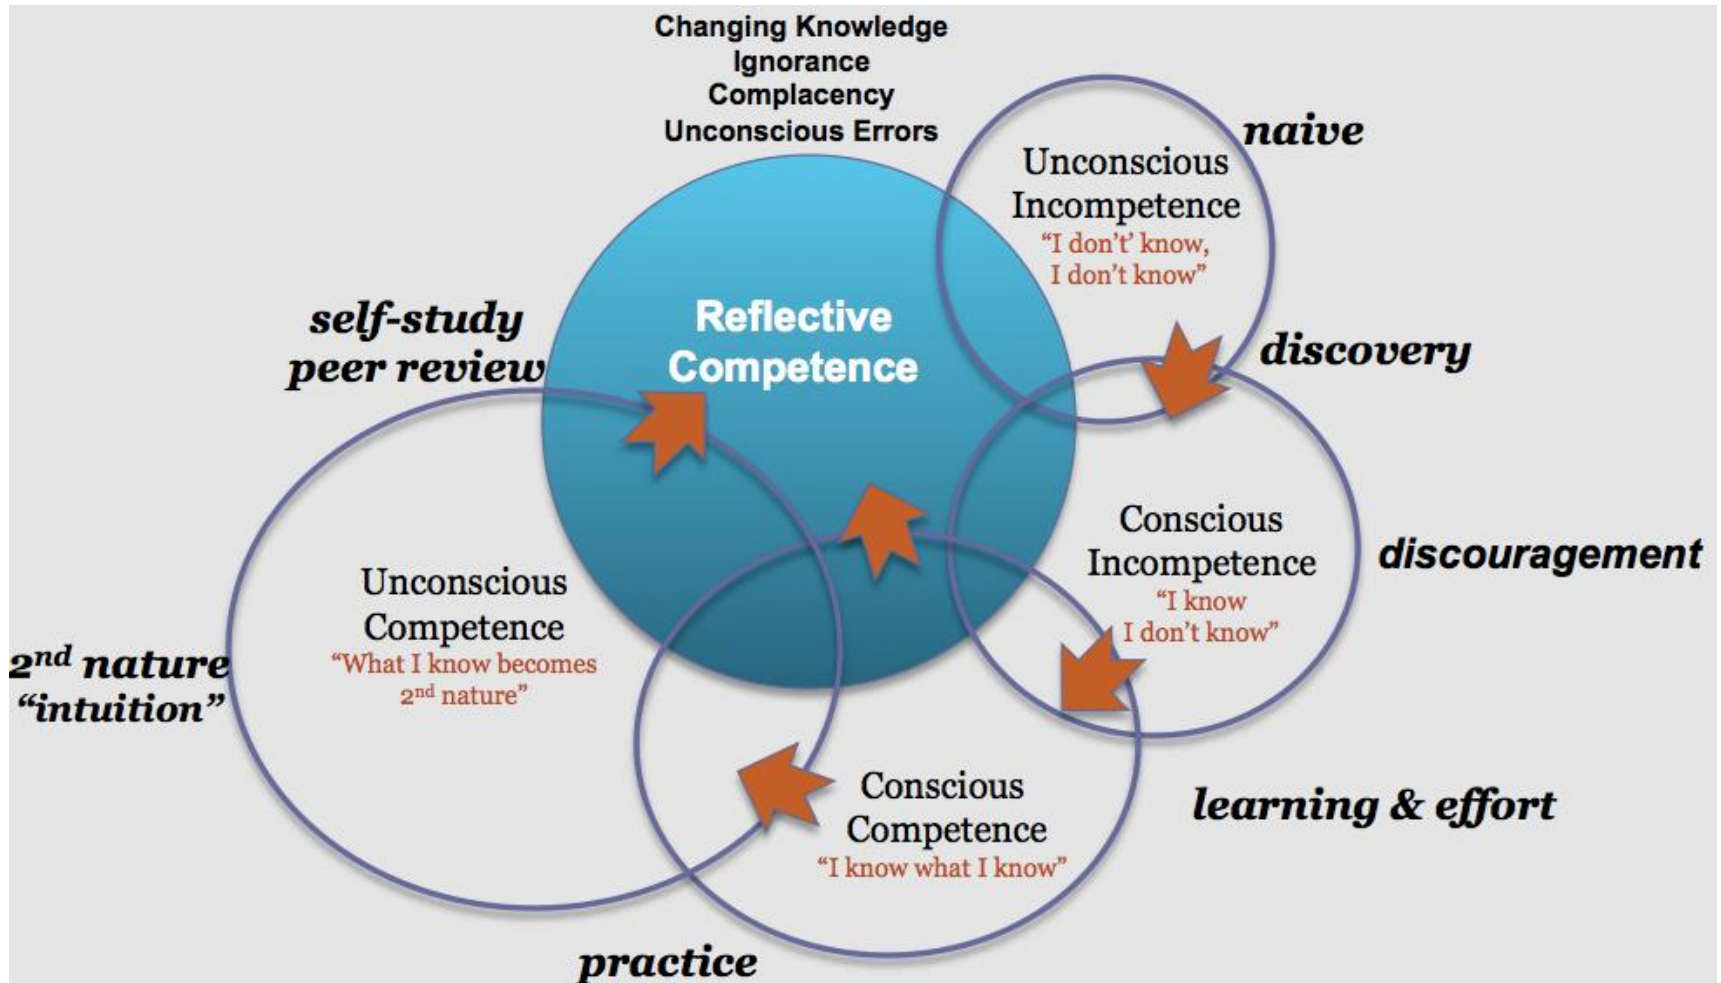 Changing Knowledge
Ignorance
Complacency
Unconscious Errors
naive
Unconscious
Incompetence
“I don’t’ know,
I don’t know”
discovery
self-study
peer review
Reflective
Competence
Conscious
Incompetence
“I know
I don’t know”
discouragement
Unconscious
Competence
“What I know becomes
2nd nature”
2nd nature
“intuition”
Conscious
Competence
“I know what I know”
learning & effort
practice